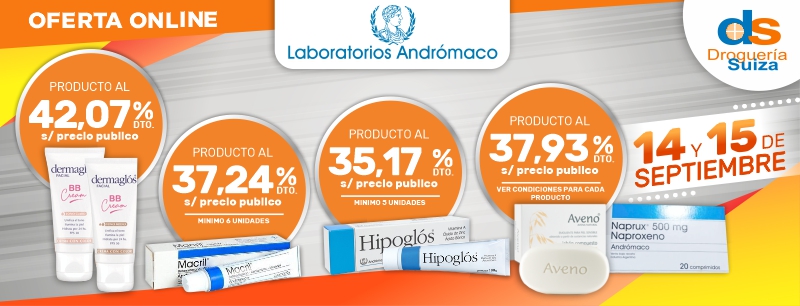 OFERTA ONLINE
Laboratorios Andrómaco
ds
Droguería
Suiza
PRODUCTO AL
42,07% DTO.
s/ precio publico
PRODUCTO AL
37,24% DTO.
s/ precio publico
MINIMO 6 UNIDADES
PRODUCTO AL
35,17% DTO.
s/ precio publico
MINIMO 3 UNIDADES
PRODUCTO AL
37,93% DTO.
s/ precio publico
VER CONDICIONES PARA CADA
PRODUCTO
14 Y 15 DE
SEPTIEMBRE
dermaglós
FACIAL
BB
Cream
dermaglós
FACIAL
BB
Cream
Macril
Macril
Hipoglós
Hipoglós
Aveno
Aveno
Naprux 500 mg
Naproxeno
Andrómaco
20 comprimidos